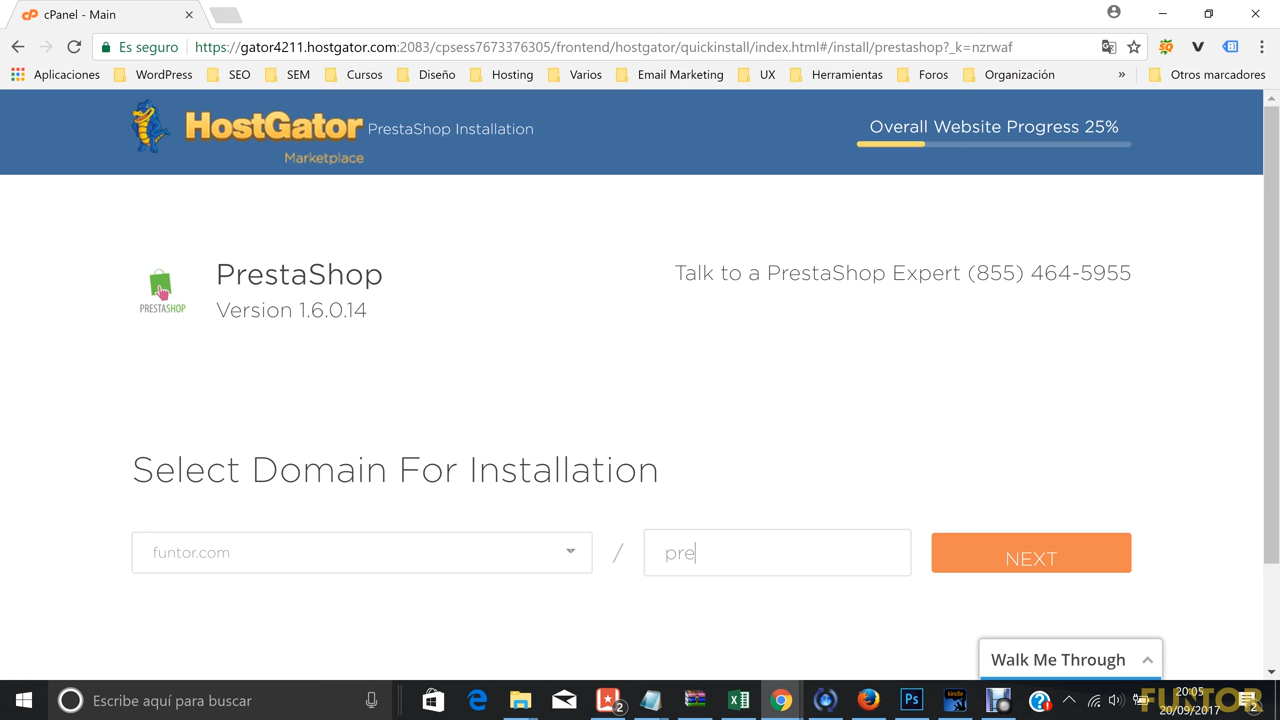 cPanel - Main
Es seguro
https://gator4211.hostgator.com:2083/cpsess7673376305/frontend/hostgator/quickinstall/index.html#/install/prestashop?_k=nzrwaf
Aplicaciones WordPress SEO SEM Cursos Diseño Hosting Varios Email Marketing UX Herramientas Foros Organización » Otros marcadores
HostGator PrestaShop Installation
Marketplace
Overall Website Progress 25%
PRESTASHOP
PrestaShop
Version 1.6.0.14
Talk to a PrestaShop Expert (855) 464-5955
Select Domain For Installation
funtor.com / pre NEXT
Walk Me Through
Escribe aquí para buscar
20:05
20/09/2017
FUNTOR